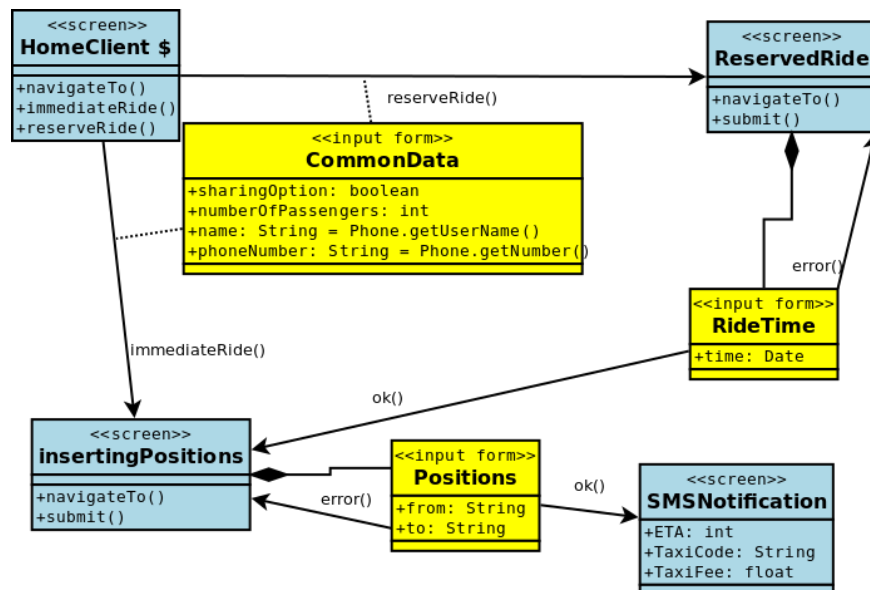 <<screen>>
HomeClient $
+navigateTo()
+immediateRide()
+reserveRide()
<<screen>>
ReservedRide
+navigateTo()
+submit()
reserveRide()
<<input form>>
CommonData
+sharingOption: boolean
+numberOfPassengers: int
+name: String = Phone.getUserName()
+phoneNumber: String = Phone.getNumber()
error()
<<input form>>
RideTime
+time: Date
immediateRide()
ok()
<<screen>>
insertingPositions
+navigateTo()
+submit()
error()
<<input form>>
Positions
+from: String
+to: String
ok()
<<screen>>
SMSNotification
+ETA: int
+TaxiCode: String
+TaxiFee: float